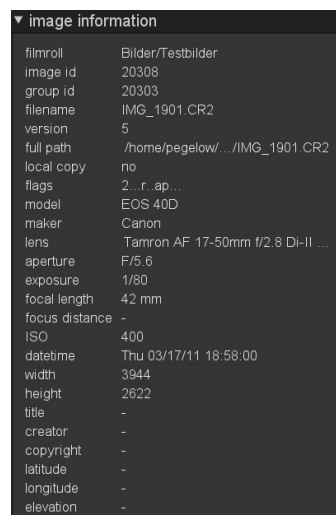 ▼ image information
filmroll Bilder/Testbilder
image id 20308
group id 20303
filename IMG_1901.CR2
version 5
full path /home/pegelow/.../IMG_1901.CR2
local copy no
flags 2...r..ap...
model EOS 40D
maker Canon
lens Tamron AF 17-50mm f/2.8 Di-II ...
aperture F/5.6
exposure 1/80
focal length 42 mm
focus distance -
ISO 400
datetime Thu 03/17/11 18:58:00
width 3944
height 2622
title -
creator -
copyright -
latitude -
longitude -
elevation -